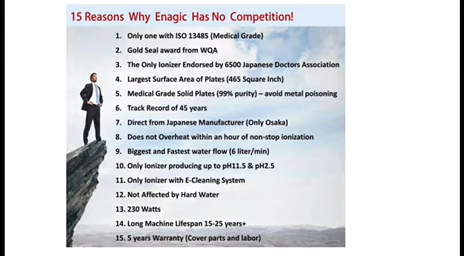 15 Reasons Why Enagic Has No Competition!
1. Only one with ISO 13485 (Medical Grade)
2. Gold Seal award from WQA
3. The Only Ionizer Endorsed by 6500 Japanese Doctors Association
4. Largest Surface Area of Plates (465 Square Inch)
5. Medical Grade Solid Plates (99% purity) – avoid metal poisoning
6. Track Record of 45 years
7. Direct from Japanese Manufacturer (Only Osaka)
8. Does not Overheat within an hour of non-stop ionization
9. Biggest and Fastest water flow (6 liter/min)
10. Only Ionizer producing up to pH11.5 & pH2.5
11. Only Ionizer with E-Cleaning System
12. Not Affected by Hard Water
13. 230 Watts
14. Long Machine Lifespan 15-25 years+
15. 5 years Warranty (Cover parts and labor)